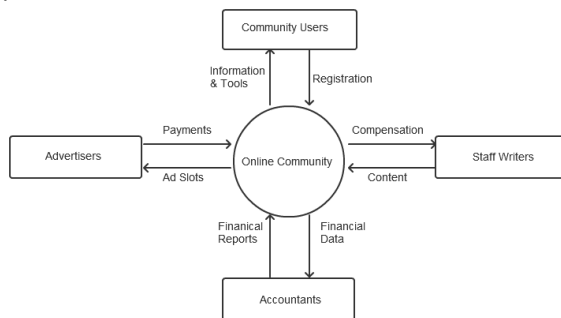 Community Users
Information
& Tools
Registration
Payments
Compensation
Advertisers
Online Community
Staff Writers
Ad Slots
Content
Finanical
Reports
Financial
Data
Accountants